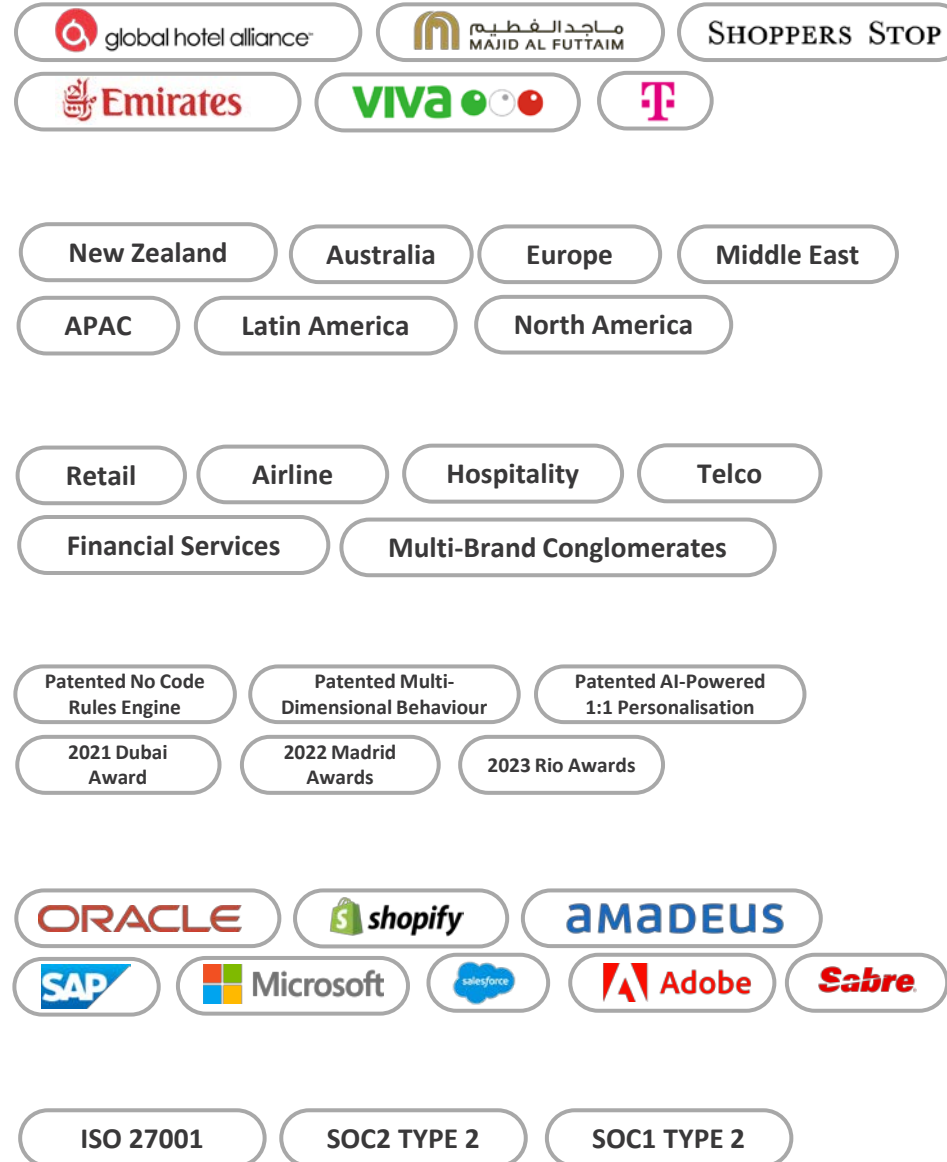 global hotel alliance
ماجد الفطيم
MAJID AL FUTTAIM
SHOPPERS STOP
Emirates
VIVa
T
New Zealand
Australia
Europe
Middle East
APAC
Latin America
North America
Retail
Airline
Hospitality
Telco
Financial Services
Multi-Brand Conglomerates
Patented No Code
Rules Engine
Patented Multi-
Dimensional Behaviour
Patented AI-Powered
1:1 Personalisation
2021 Dubai
Award
2022 Madrid
Awards
2023 Rio Awards
ORACLE
shopify
aMaDEUS
SAP
Microsoft
salesforce
Adobe
Sabre
ISO 27001
SOC2 TYPE 2
SOC1 TYPE 2